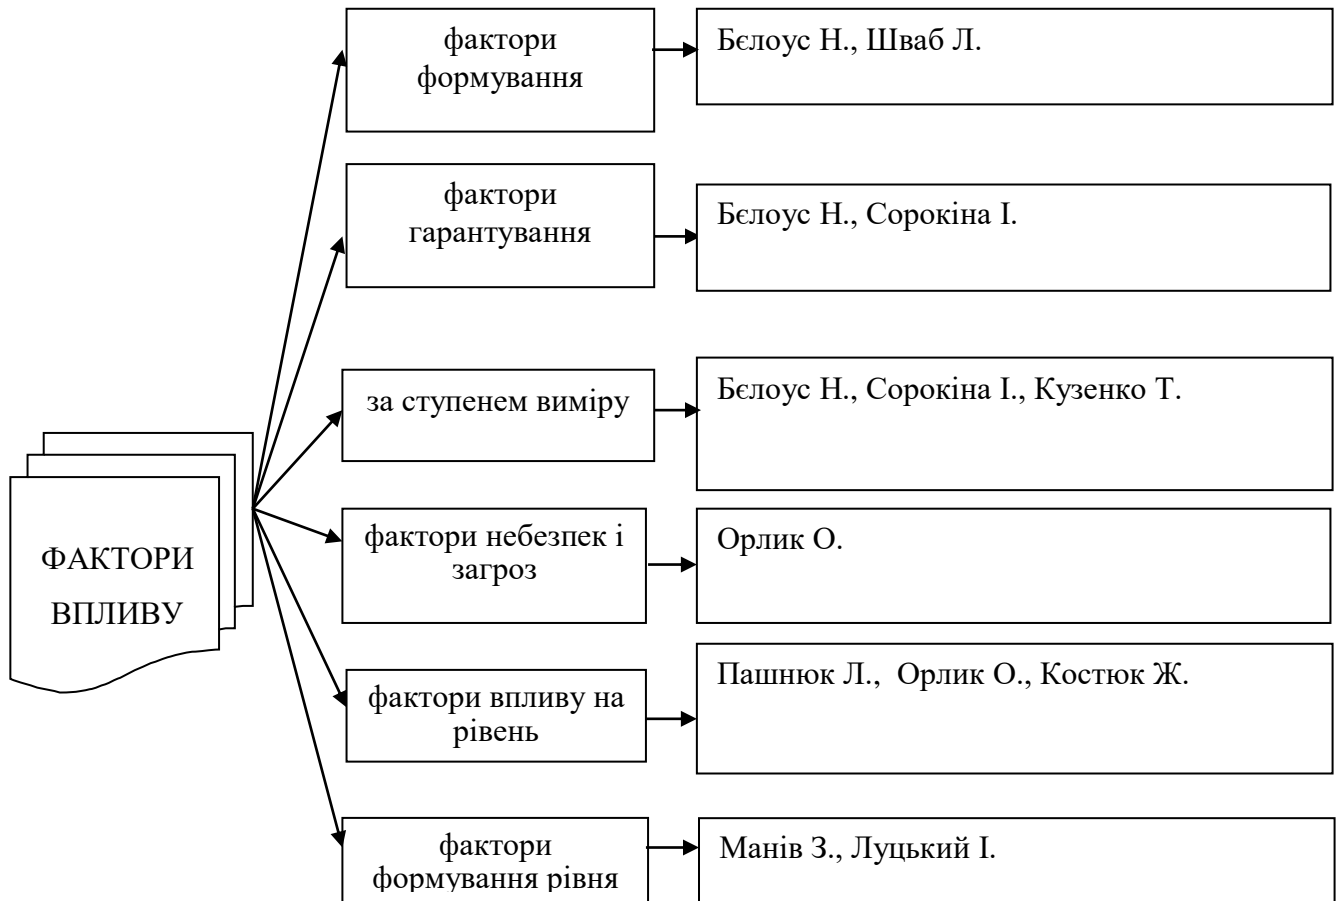 фактори
формування
Бєлоус Н., Шваб Л.
фактори
гарантування
Бєлоус Н., Сорокіна І.
за ступенем виміру
Бєлоус Н., Сорокіна І., Кузенко Т.
ФАКТОРИ
ВПЛИВУ
фактори небезпек і
загроз
Орлик О.
фактори впливу на
рівень
Пашнюк Л., Орлик О., Костюк Ж.
фактори
формування рівня
Манів З., Луцький І.